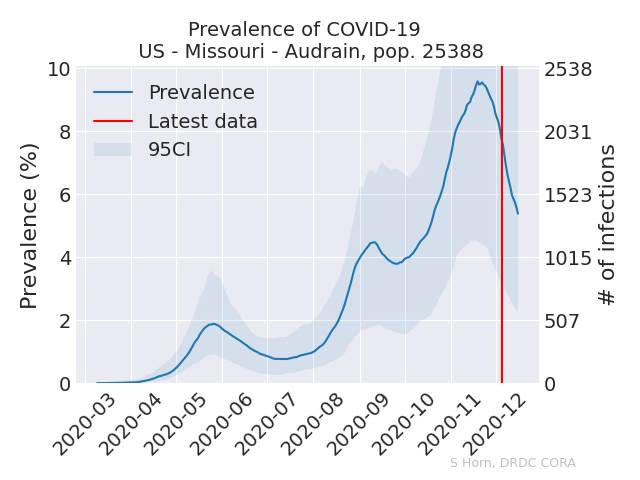 Prevalence of COVID-19
US - Missouri - Audrain, pop. 25388
Prevalence
Latest data
95CI
Prevalence (%)
10
8
6
4
2
0
2538
2031
1523
1015
507
0
# of infections
2020-03
2020-04
2020-05
2020-06
2020-07
2020-08
2020-09
2020-10
2020-11
2020-12
S Horn, DRDC CORA